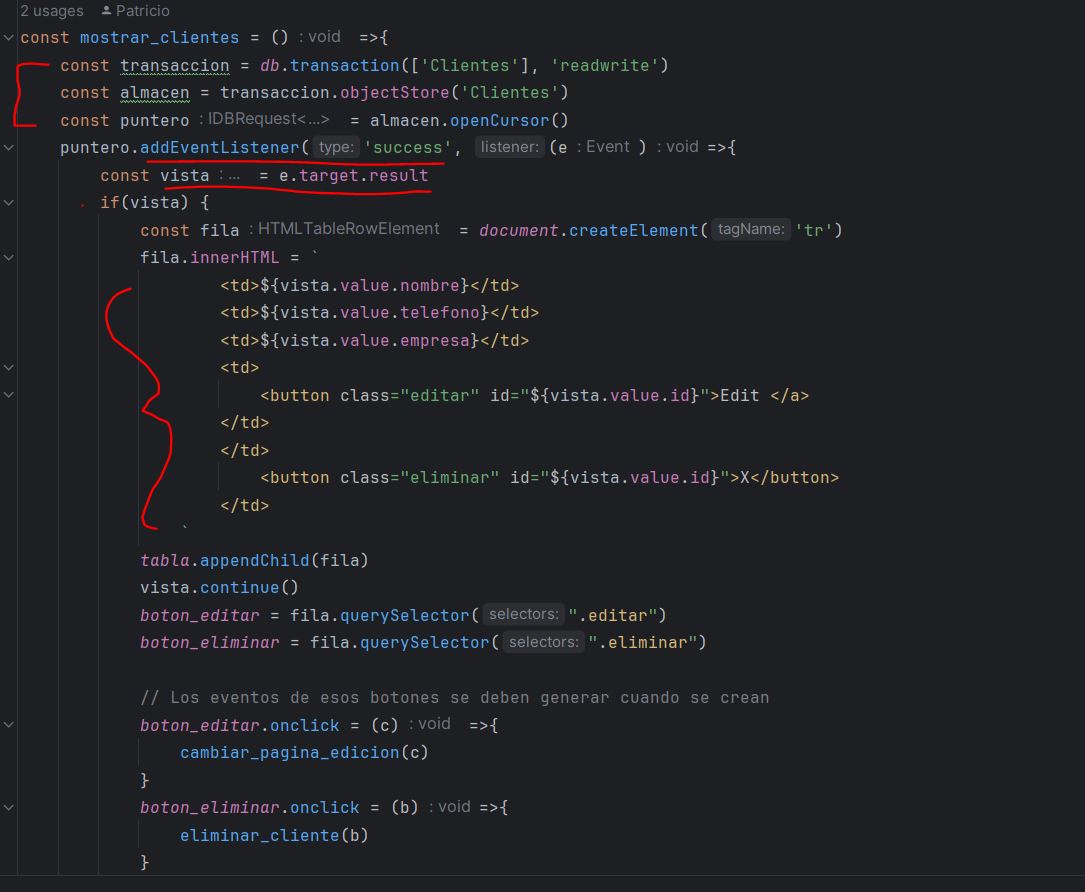 2 usages Patricio
const mostrar_clientes = () : void =>{
const transaccion = db.transaction(['Clientes'], 'readwrite')
const almacen = transaccion.objectStore('Clientes')
const puntero : IDBRequest<...> = almacen.openCursor()
puntero.addEventListener( type: 'success', listener: (e : Event ) : void =>{
const vista : ... = e.target.result
if(vista) {
const fila : HTMLTableRowElement = document.createElement( tagName: 'tr')
fila.innerHTML = `
<td>${vista.value.nombre}</td>
<td>${vista.value.telefono}</td>
<td>${vista.value.empresa}</td>
<td>
<button class="editar" id="${vista.value.id}">Edit </a>
</td>
</td>
<button class="eliminar" id="${vista.value.id}">X</button>
</td>
`
tabla.appendChild(fila)
vista.continue()
boton_editar = fila.querySelector( selectors: ".editar")
boton_eliminar = fila.querySelector( selectors: ".eliminar")
// Los eventos de esos botones se deben generar cuando se crean
boton_editar.onclick = (c) : void =>{
cambiar_pagina_edicion(c)
}
boton_eliminar.onclick = (b) : void =>{
eliminar_cliente(b)
}